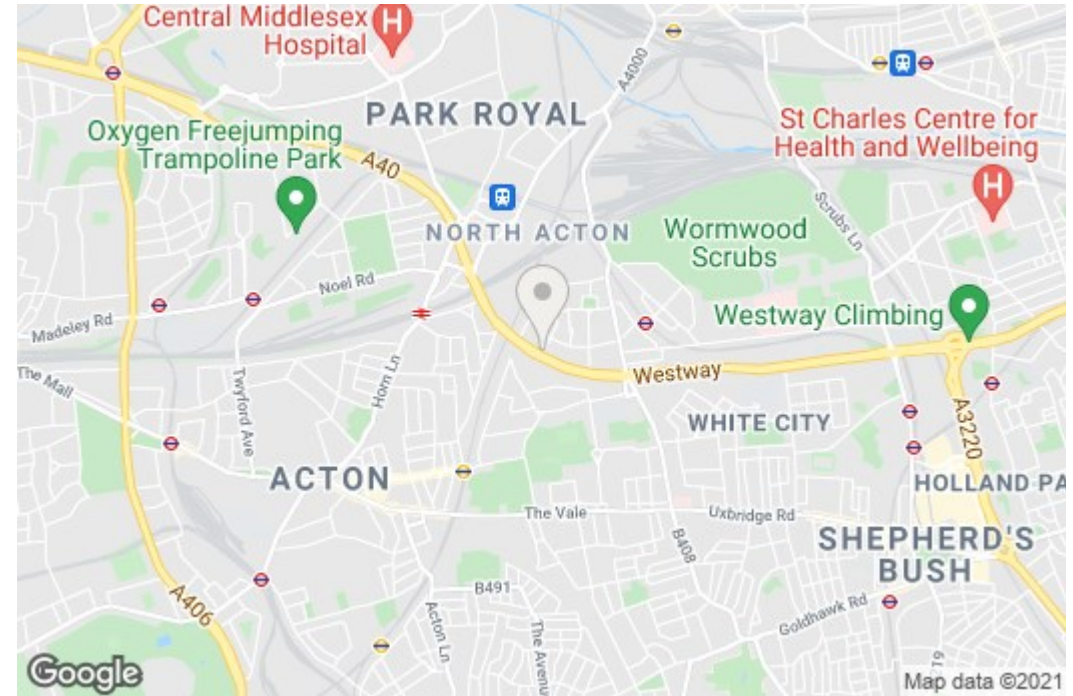 Central Middlesex
Hospital
H
A4000
PARK ROYAL
St Charles Centre for
Health and Wellbeing
H
Oxygen Freejumping
Trampoline Park
A40
Scrubs Ln
NORTH ACTON
Wormwood
Scrubs
Noel Rd
Madeley Rd
Westway Climbing
The Mall
Twyford Ave
Horn Ln
Westway
A3220
WHITE CITY
ACTON
HOLLAND PA
The Vale
Uxbridge Rd
B408
SHEPHERD'S
BUSH
B491
A406
Acton Ln
The Avenu
Goldhawk Rd
Google
Map data ©2021